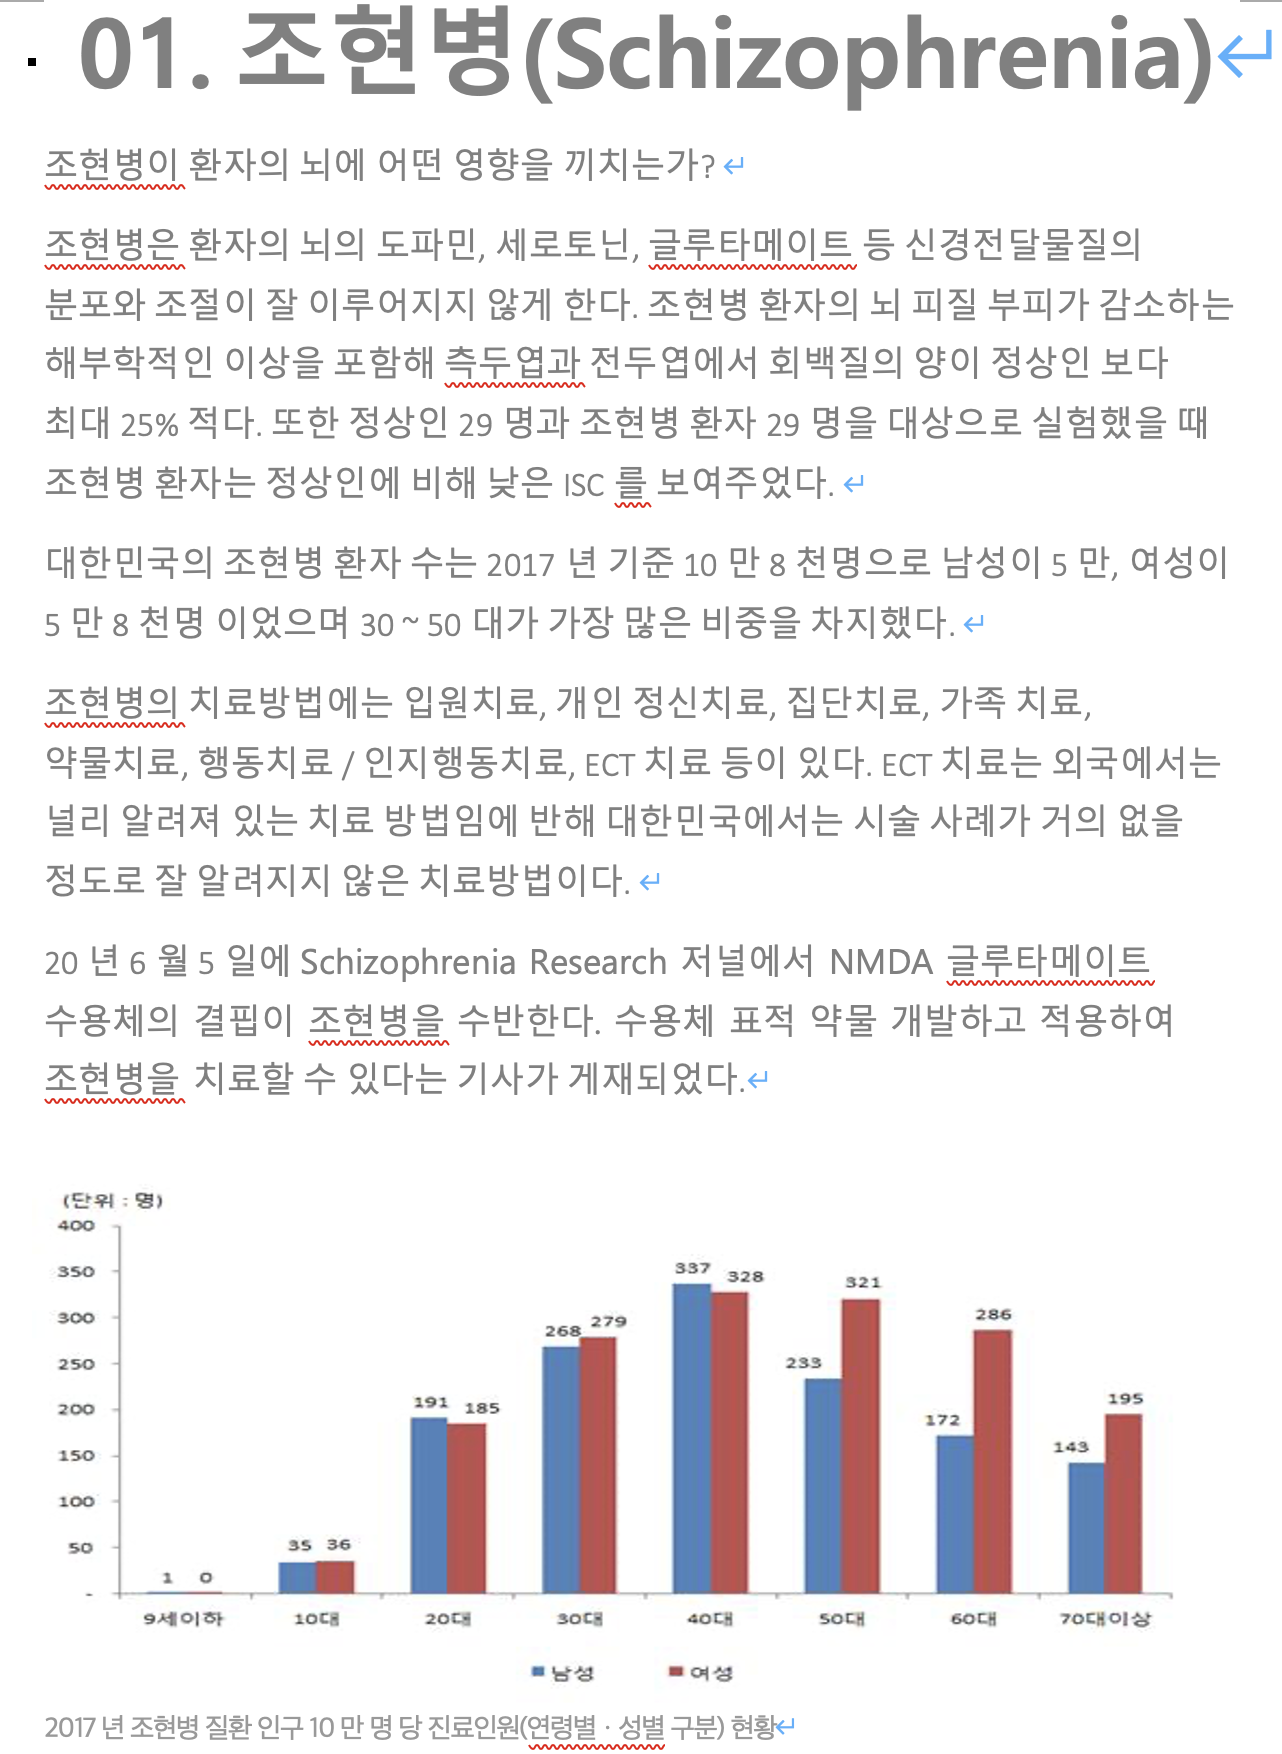 01. 조현병(Schizophrenia)
조현병이 환자의 뇌에 어떤 영향을 끼치는가?
조현병은 환자의 뇌의 도파민, 세로토닌, 글루타메이트 등 신경전달물질의
분포와 조절이 잘 이루어지지 않게 한다. 조현병 환자의 뇌 피질 부피가 감소하는
해부학적인 이상을 포함해 측두엽과 전두엽에서 회백질의 양이 정상인 보다
최대 25% 적다. 또한 정상인 29 명과 조현병 환자 29 명을 대상으로 실험했을 때
조현병 환자는 정상인에 비해 낮은 ISC 를 보여주었다.
대한민국의 조현병 환자 수는 2017 년 기준 10 만 8 천명으로 남성이 5 만, 여성이
5 만 8 천명 이었으며 30 ~ 50 대가 가장 많은 비중을 차지했다.
조현병의 치료방법에는 입원치료, 개인 정신치료, 집단치료, 가족 치료,
약물치료, 행동치료 / 인지행동치료, ECT 치료 등이 있다. ECT 치료는 외국에서는
널리 알려져 있는 치료 방법임에 반해 대한민국에서는 시술 사례가 거의 없을
정도로 잘 알려지지 않은 치료방법이다.
20 년 6 월 5 일에 Schizophrenia Research 저널에서 NMDA 글루타메이트
수용체의 결핍이 조현병을 수반한다. 수용체 표적 약물 개발하고 적용하여
조현병을 치료할 수 있다는 기사가 게재되었다.
(단위 : 명)
400
350
300
250
200
150
100
50
-
1 0
35 36
191 185
268 279
337 328
233 321
172 286
143 195
9세이하 10대 20대 30대 40대 50대 60대 70대이상
남성 여성
2017 년 조현병 질환 인구 10 만 명 당 진료인원(연령별 · 성별 구분) 현황